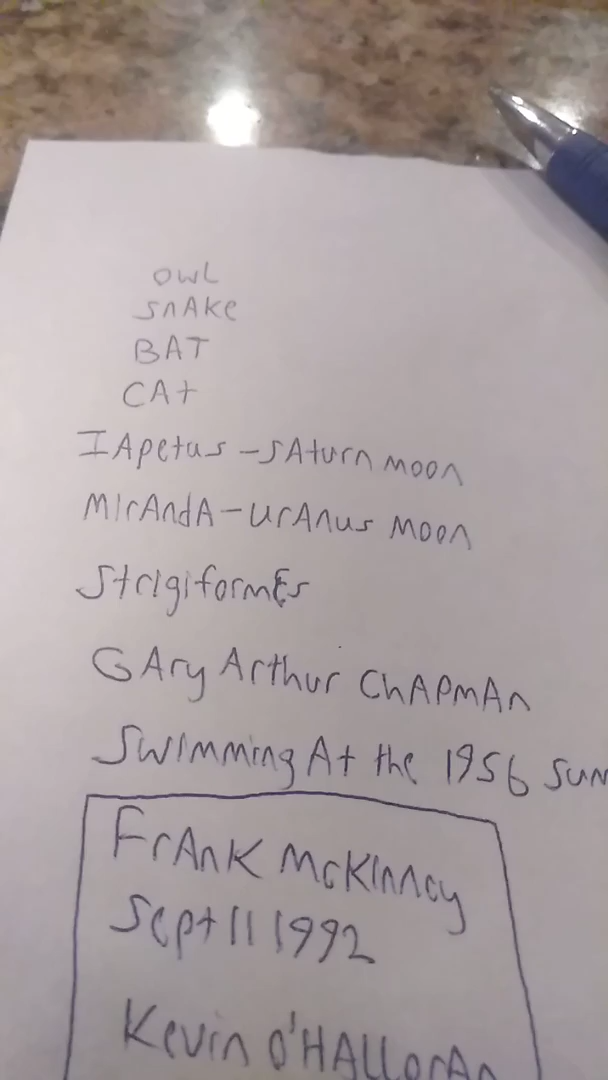 OWL
SNAKE
BAT
CAt
IApetus - SAturn moon
MirAndA - UrAnus Moon
StrigiformEs
GAry Arthur ChAPmAn
Swimming At the 1956 Sum
FrAnk McKinney
Sept 11 1992
Kevin O'HAllorAn